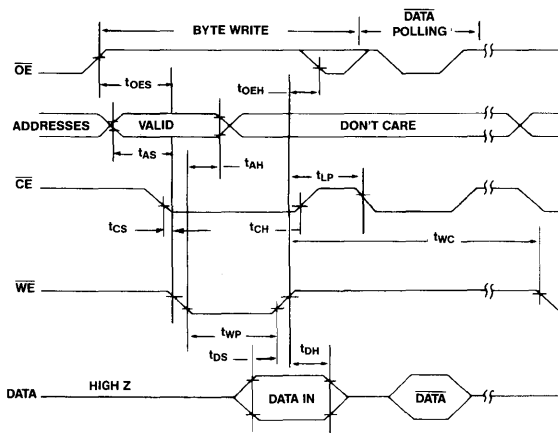 BYTE WRITE
DATA
POLLING
OE
tOES
tOEH
ADDRESSES
VALID
DON'T CARE
tAS
tAH
tLP
CE
tCS
tCH
tWC
WE
tWP
tDS
tDH
DATA
HIGH Z
DATA IN
DATA